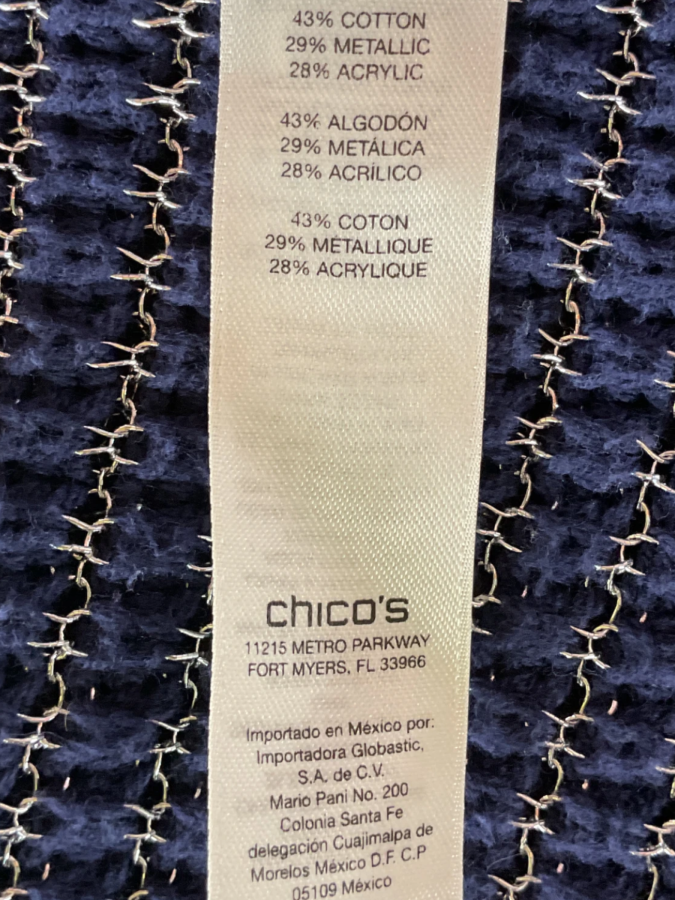 43% COTTON
29% METALLIC
28% ACRYLIC
43% ALGODÓN
29% METÁLICA
28% ACRÍLICO
43% COTON
29% MÉTALLIQUE
28% ACRYLIQUE
chico's
11215 METRO PARKWAY
FORT MYERS, FL 33966
Importado en México por:
Importadora Globastic,
S.A. de C.V.
Mario Pani No. 200
Colonia Santa Fe
delegación Cuajimalpa de
Morelos México D.F. C.P
05109 México